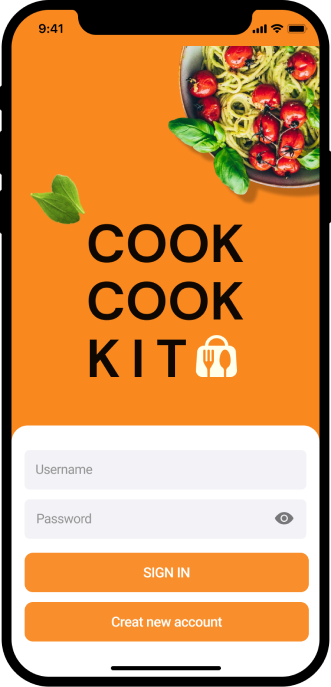 9:41
COOK
COOK
KIT
Username
Password
SIGN IN
Creat new account